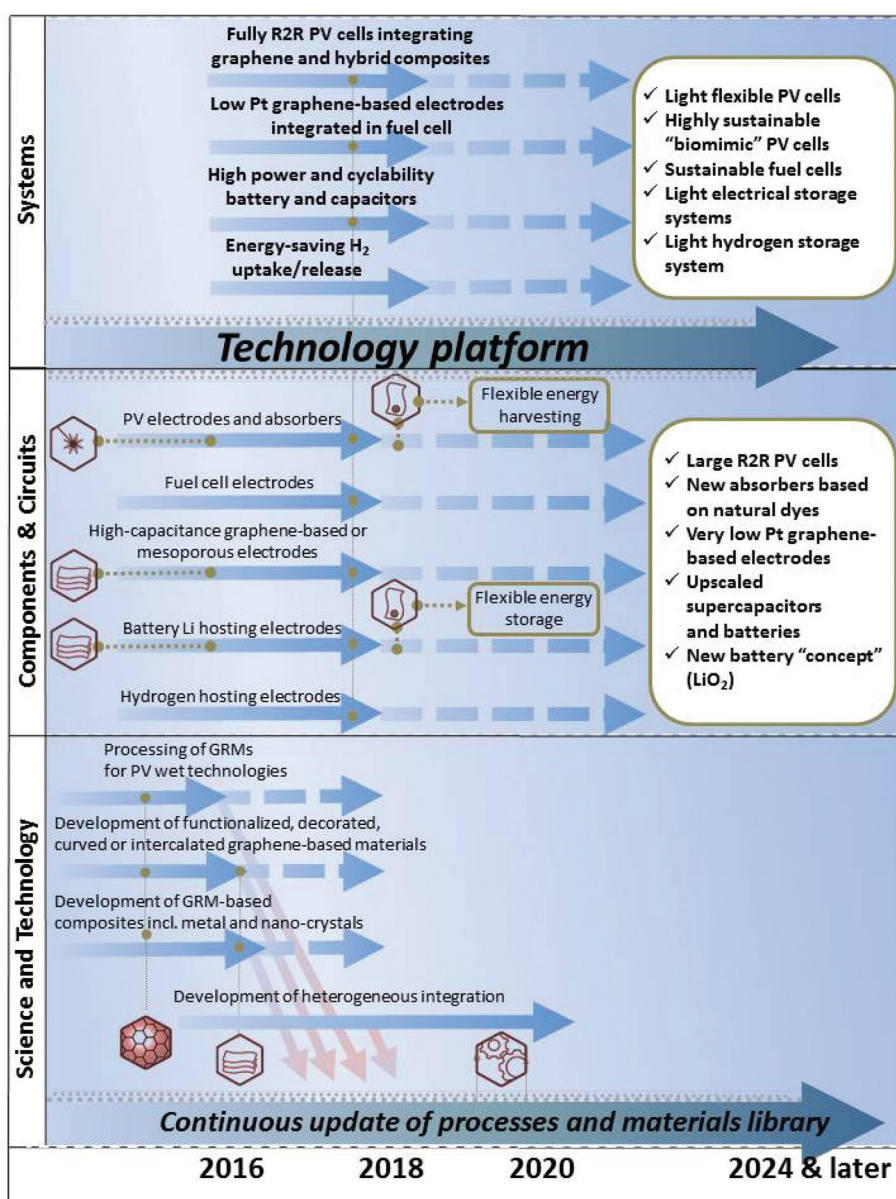 Systems
Fully R2R PV cells integrating
graphene and hybrid composites
Low Pt graphene-based electrodes
integrated in fuel cell
High power and cyclability
battery and capacitors
Energy-saving H₂
uptake/release
✓ Light flexible PV cells
✓ Highly sustainable
“biomimic” PV cells
✓ Sustainable fuel cells
✓ Light electrical storage
systems
✓ Light hydrogen storage
system
Technology platform
Components & Circuits
PV electrodes and absorbers
Flexible energy
harvesting
Fuel cell electrodes
High-capacitance graphene-based or
mesoporous electrodes
Flexible energy
storage
Battery Li hosting electrodes
Hydrogen hosting electrodes
✓ Large R2R PV cells
✓ New absorbers based
on natural dyes
✓ Very low Pt graphene-
based electrodes
✓ Upscaled
supercapacitors
and batteries
✓ New battery “concept”
(LiO₂)
Science and Technology
Processing of GRMs
for PV wet technologies
Development of functionalized, decorated,
curved or intercalated graphene-based materials
Development of GRM-based
composites incl. metal and nano-crystals
Development of heterogeneous integration
Continuous update of processes and materials library
2016 2018 2020 2024 & later